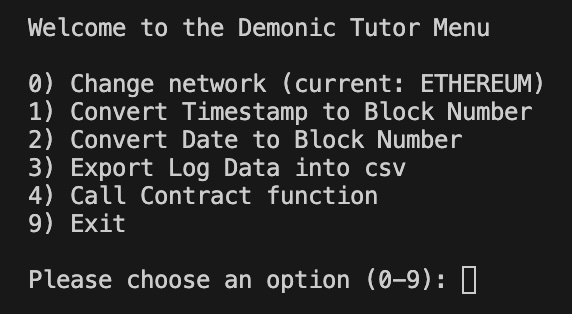 Welcome to the Demonic Tutor Menu
0) Change network (current: ETHEREUM)
1) Convert Timestamp to Block Number
2) Convert Date to Block Number
3) Export Log Data into csv
4) Call Contract function
9) Exit
Please choose an option (0-9):